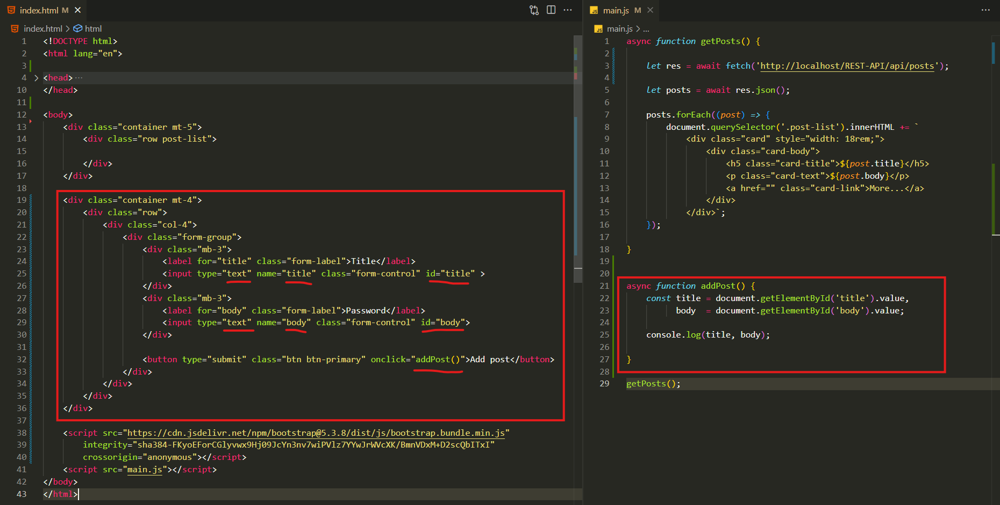 index.html M
index.html > html
1 <!DOCTYPE html>
2 <html lang="en">
3
4 <head>···
10 </head>
11
12 <body>
13     <div class="container mt-5">
14         <div class="row post-list">
15
16         </div>
17     </div>
18
19     <div class="container mt-4">
20         <div class="row">
21             <div class="col-4">
22                 <div class="form-group">
23                     <div class="mb-3">
24                         <label for="title" class="form-label">Title</label>
25                         <input type="text" name="title" class="form-control" id="title" >
26                     </div>
27                     <div class="mb-3">
28                         <label for="body" class="form-label">Password</label>
29                         <input type="text" name="body" class="form-control" id="body">
30                     </div>
31
32                     <button type="submit" class="btn btn-primary" onclick="addPost()">Add post</button>
33                 </div>
34             </div>
35         </div>
36     </div>
37
38     <script src="https://cdn.jsdelivr.net/npm/bootstrap@5.3.8/dist/js/bootstrap.bundle.min.js"
39         integrity="sha384-FKyoEForCGlyvwx9Hj09JcYn3nv7wiPVlz7YYwJrWVcXK/BmnVDxM+D2scQbITxI"
40         crossorigin="anonymous"></script>
41     <script src="main.js"></script>
42 </body>
43 </html>
JS main.js M
JS main.js > ...
1 async function getPosts() {
2
3     let res = await fetch('http://localhost/REST-API/api/posts');
4
5     let posts = await res.json();
6
7     posts.forEach((post) => {
8         document.querySelector('.post-list').innerHTML += `
9             <div class="card" style="width: 18rem;">
10                 <div class="card-body">
11                     <h5 class="card-title">${post.title}</h5>
12                     <p class="card-text">${post.body}</p>
13                     <a href="" class="card-link">More...</a>
14                 </div>
15             </div>`;
16     });
17
18 }
19
20
21 async function addPost() {
22     const title = document.getElementById('title').value,
23           body  = document.getElementById('body').value;
24
25     console.log(title, body);
26
27 }
28
29 getPosts();